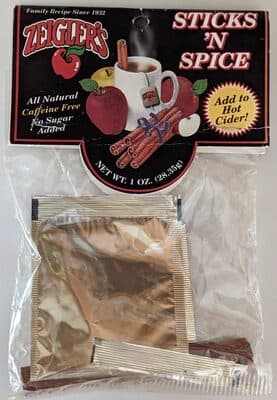 Family Recipe Since 1932
ZEIGLER'S
STICKS
'N
SPICE
All Natural
Caffeine Free
No Sugar
Added
Add to
Hot
Cider!
NET WT. 1 OZ. (28.35g)